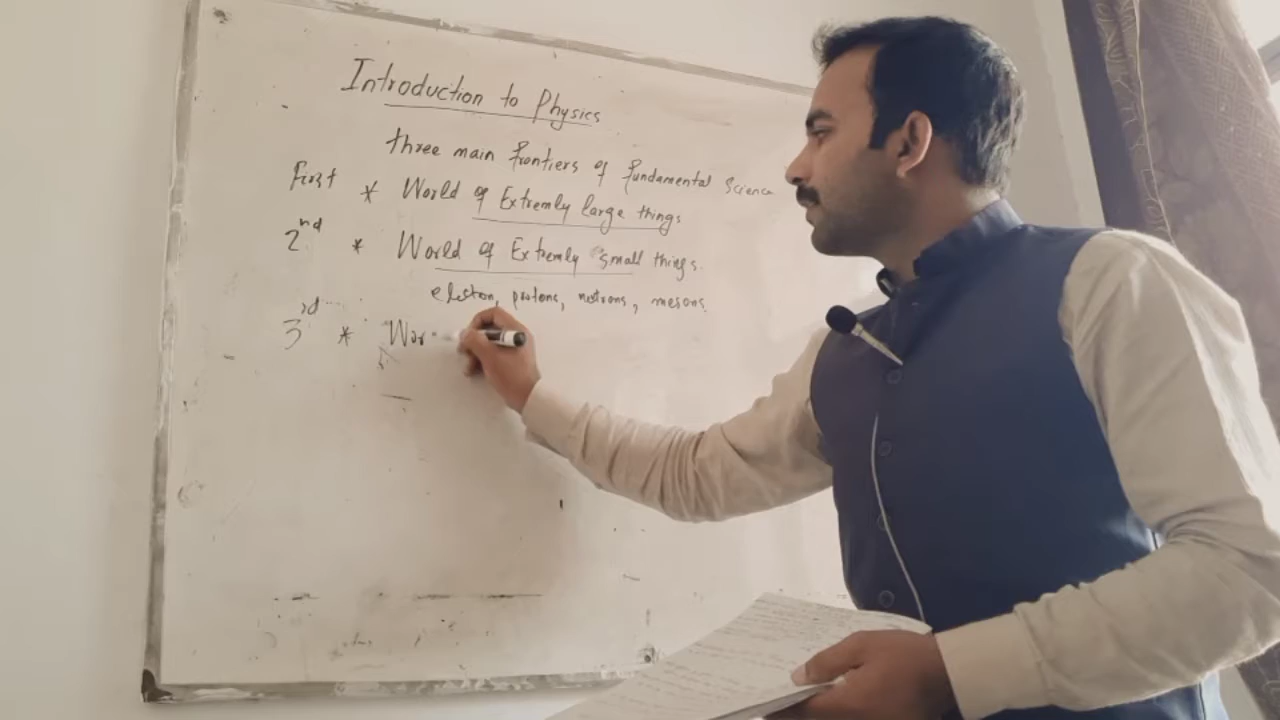 Introduction to Physics
three main frontiers of fundamental Science
First * World of Extremly large things
2nd * World of Extremly small things.
electon, protons, neutrons, mesons.
3rd * Wor